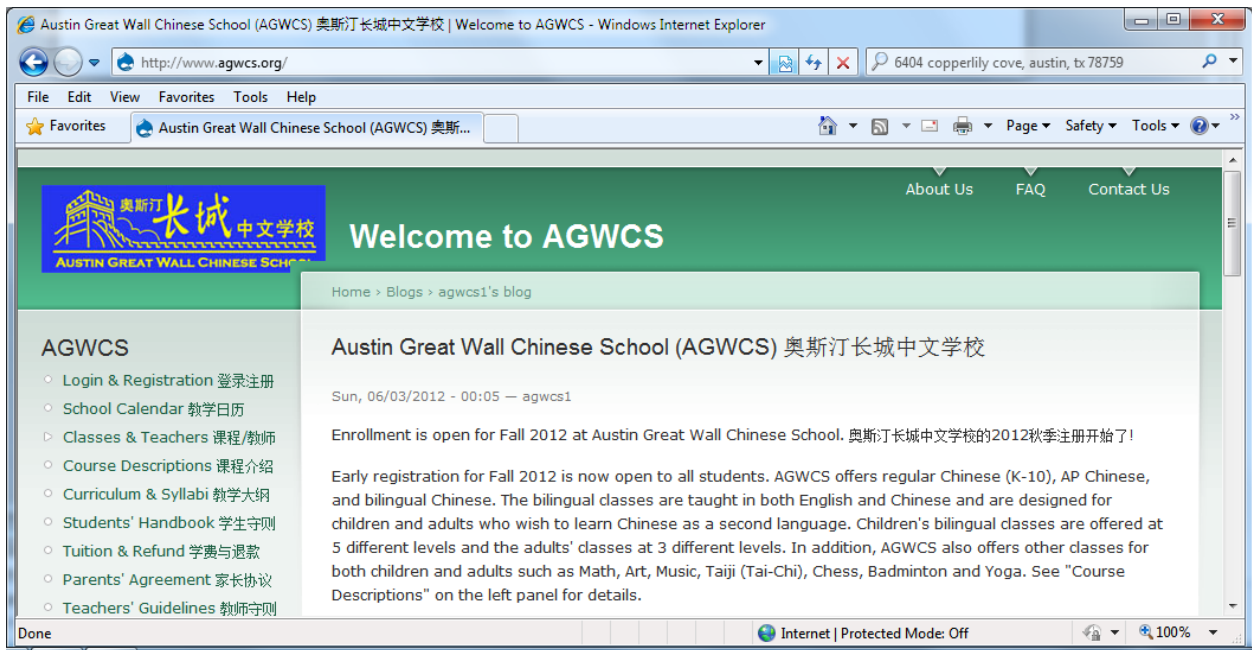 Austin Great Wall Chinese School (AGWCS) 奥斯汀长城中文学校 | Welcome to AGWCS - Windows Internet Explorer
http://www.agwcs.org/
6404 copperlily cove, austin, tx 78759
File Edit View Favorites Tools Help
Favorites
Austin Great Wall Chinese School (AGWCS) 奥斯...
Page Safety Tools
About Us FAQ Contact Us
奥斯汀长城中文学校
AUSTIN GREAT WALL CHINESE
Welcome to AGWCS
Home › Blogs › agwcs1's blog
AGWCS
Login & Registration 登录注册
School Calendar 教学日历
Classes & Teachers 课程/教师
Course Descriptions 课程介绍
Curriculum & Syllabi 教学大纲
Students' Handbook 学生守则
Tuition & Refund 学费与退款
Parents' Agreement 家长协议
Teachers' Guidelines 教师守则
Austin Great Wall Chinese School (AGWCS) 奥斯汀长城中文学校
Sun, 06/03/2012 - 00:05 — agwcs1
Enrollment is open for Fall 2012 at Austin Great Wall Chinese School. 奥斯汀长城中文学校的2012秋季注册开始了!
Early registration for Fall 2012 is now open to all students. AGWCS offers regular Chinese (K-10), AP Chinese,
and bilingual Chinese. The bilingual classes are taught in both English and Chinese and are designed for
children and adults who wish to learn Chinese as a second language. Children's bilingual classes are offered at
5 different levels and the adults' classes at 3 different levels. In addition, AGWCS also offers other classes for
both children and adults such as Math, Art, Music, Taiji (Tai-Chi), Chess, Badminton and Yoga. See "Course
Descriptions" on the left panel for details.
Done
Internet | Protected Mode: Off
100%